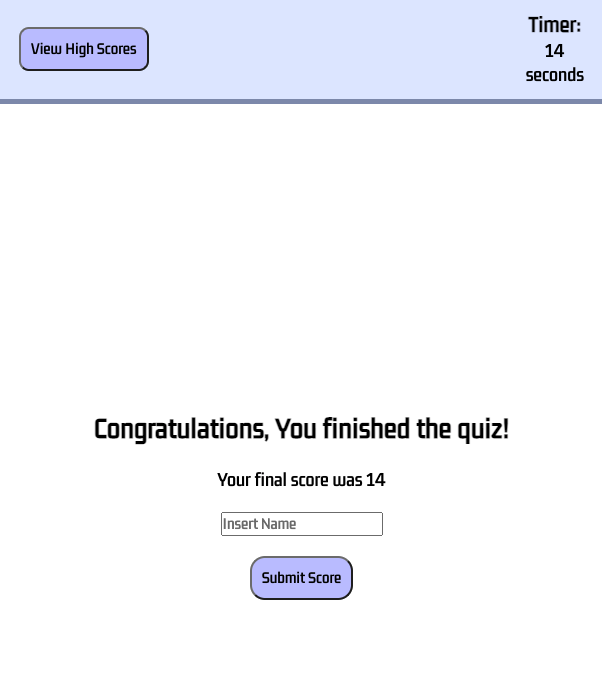 View High Scores
Timer:
14
seconds
Congratulations, You finished the quiz!
Your final score was 14
Insert Name
Submit Score